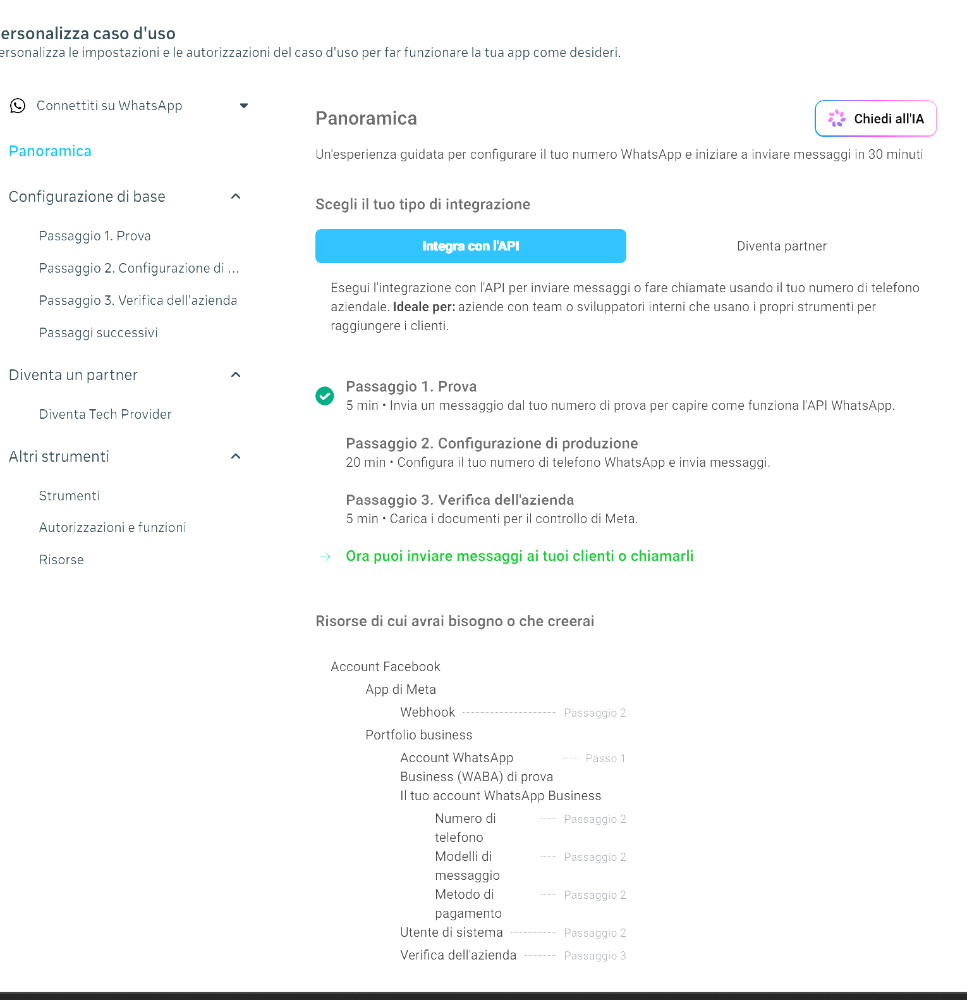 ersonalizza caso d'uso
ersonalizza le impostazioni e le autorizzazioni del caso d'uso per far funzionare la tua app come desideri.
Connettiti su WhatsApp
Panoramica
Configurazione di base
Passaggio 1. Prova
Passaggio 2. Configurazione di ...
Passaggio 3. Verifica dell'azienda
Passaggi successivi
Diventa un partner
Diventa Tech Provider
Altri strumenti
Strumenti
Autorizzazioni e funzioni
Risorse
Panoramica
Chiedi all'IA
Un'esperienza guidata per configurare il tuo numero WhatsApp e iniziare a inviare messaggi in 30 minuti
Scegli il tuo tipo di integrazione
Integra con l'API
Diventa partner
Esegui l'integrazione con l'API per inviare messaggi o fare chiamate usando il tuo numero di telefono
aziendale. Ideale per: aziende con team o sviluppatori interni che usano i propri strumenti per
raggiungere i clienti.
Passaggio 1. Prova
5 min • Invia un messaggio dal tuo numero di prova per capire come funziona l'API WhatsApp.
Passaggio 2. Configurazione di produzione
20 min • Configura il tuo numero di telefono WhatsApp e invia messaggi.
Passaggio 3. Verifica dell'azienda
5 min • Carica i documenti per il controllo di Meta.
Ora puoi inviare messaggi ai tuoi clienti o chiamarli
Risorse di cui avrai bisogno o che creerai
Account Facebook
App di Meta
Webhook Passaggio 2
Portfolio business
Account WhatsApp Passo 1
Business (WABA) di prova
Il tuo account WhatsApp Business
Numero di Passaggio 2
telefono
Modelli di Passaggio 2
messaggio
Metodo di Passaggio 2
pagamento
Utente di sistema Passaggio 2
Verifica dell'azienda Passaggio 3